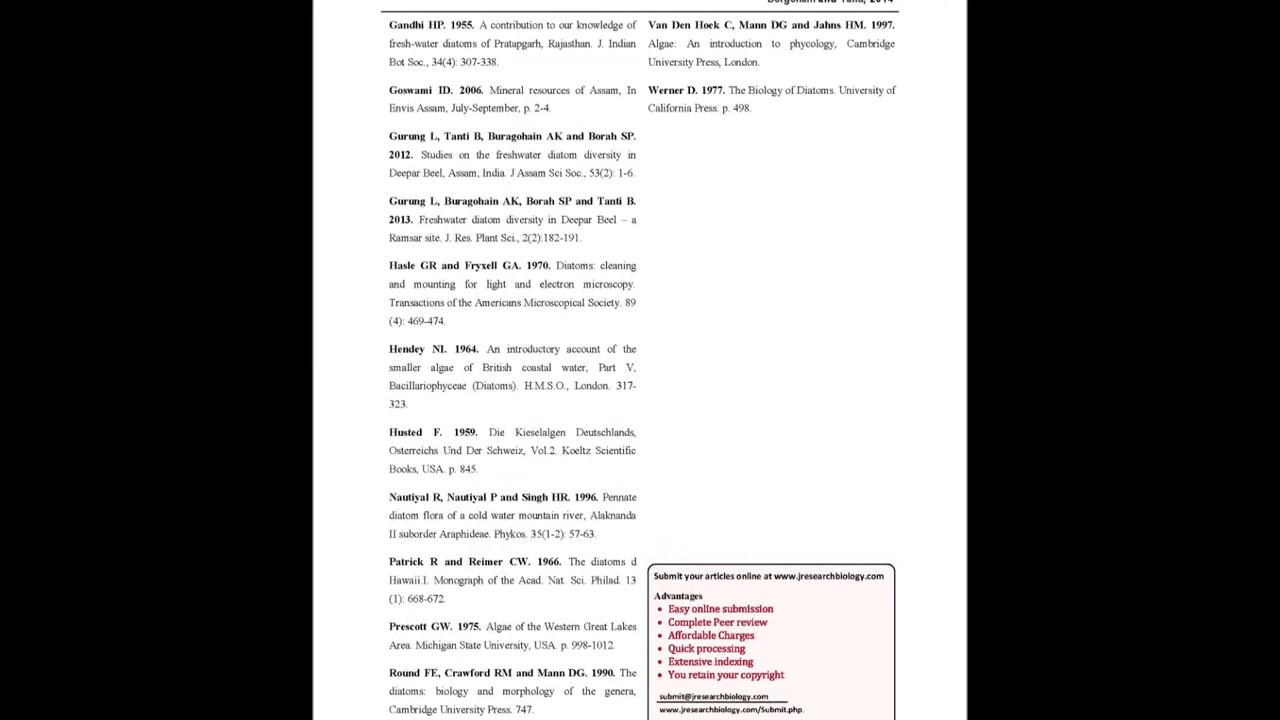 Borgohain and Tanti, 2014
Gandhi HP. 1955. A contribution to our knowledge of
fresh-water diatoms of Pratapgarh, Rajasthan. J. Indian
Bot Soc., 34(4): 307-338.
Goswami ID. 2006. Mineral resources of Assam, In
Envis Assam, July-September, p. 2-4.
Gurung L, Tanti B, Buragohain AK and Borah SP.
2012. Studies on the freshwater diatom diversity in
Deepar Beel, Assam, India. J Assam Sci Soc., 53(2): 1-6.
Gurung L, Buragohain AK, Borah SP and Tanti B.
2013. Freshwater diatom diversity in Deepar Beel – a
Ramsar site. J. Res. Plant Sci., 2(2):182-191.
Hasle GR and Fryxell GA. 1970. Diatoms: cleaning
and mounting for light and electron microscopy.
Transactions of the Americans Microscopical Society. 89
(4): 469-474.
Hendey NI. 1964. An introductory account of the
smaller algae of British coastal water, Part V,
Bacillariophyceae (Diatoms). H.M.S.O., London. 317-
323.
Husted F. 1959. Die Kieselalgen Deutschlands,
Osterreichs Und Der Schweiz, Vol.2. Koeltz Scientific
Books, USA. p. 845.
Nautiyal R, Nautiyal P and Singh HR. 1996. Pennate
diatom flora of a cold water mountain river, Alaknanda
II suborder Araphideae. Phykos. 35(1-2): 57-63.
Patrick R and Reimer CW. 1966. The diatoms d
Hawaii.I. Monograph of the Acad. Nat. Sci. Philad. 13
(1): 668-672.
Prescott GW. 1975. Algae of the Western Great Lakes
Area. Michigan State University, USA. p. 998-1012
Round FE, Crawford RM and Mann DG. 1990. The
diatoms: biology and morphology of the genera,
Cambridge University Press. 747.
Van Den Hoek C, Mann DG and Jahns HM. 1997.
Algae: An introduction to phycology, Cambridge
University Press, London.
Werner D. 1977. The Biology of Diatoms. University of
California Press. p. 498.
Submit your articles online at www.jresearchbiology.com
Advantages
• Easy online submission
• Complete Peer review
• Affordable Charges
• Quick processing
• Extensive indexing
• You retain your copyright
submit@jresearchbiology.com
www.jresearchbiology.com/Submit.php.